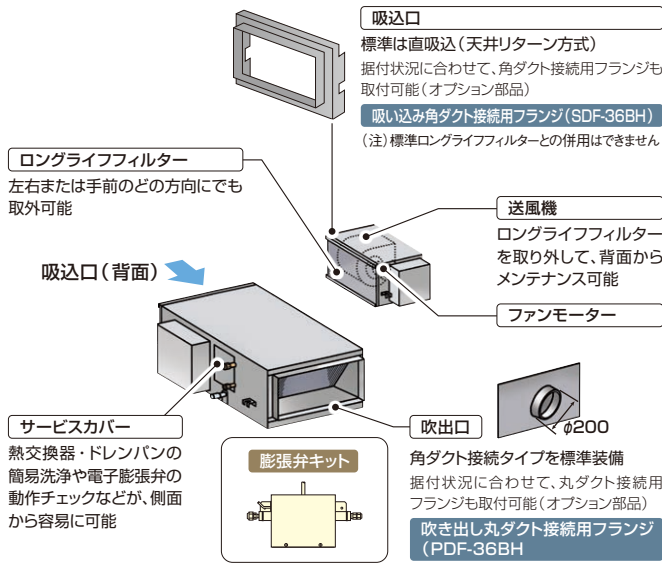 吸込口
標準は直吸込(天井リターン方式)
据付状況に合わせて、角ダクト接続用フランジも
取付可能(オプション部品)
吸い込み角ダクト接続用フランジ(SDF-36BH)
(注)標準ロングライフフィルターとの併用はできません
ロングライフフィルター
左右または手前のどの方向にでも
取外可能
送風機
ロングライフフィルター
を取り外して、背面から
メンテナンス可能
吸込口(背面)
ファンモーター
サービスカバー
熱交換器・ドレンパンの
簡易洗浄や電子膨張弁の
動作チェックなどが、側面
から容易に可能
膨張弁キット
吹出口
φ200
角ダクト接続タイプを標準装備
据付状況に合わせて、丸ダクト接続用
フランジも取付可能(オプション部品)
吹き出し丸ダクト接続用フランジ
(PDF-36BH